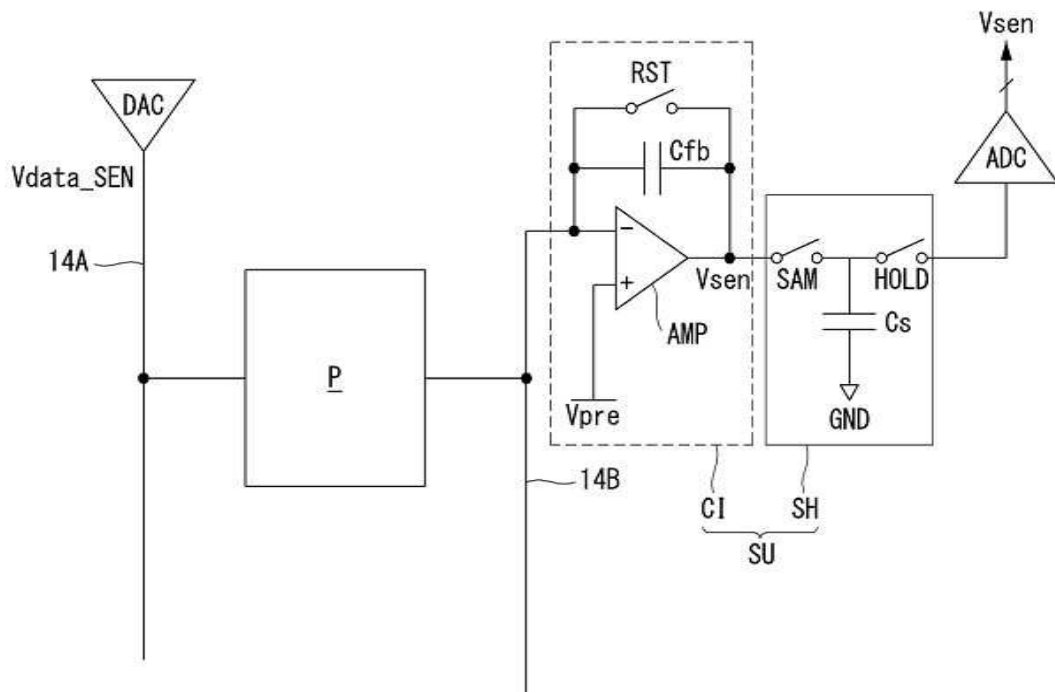 Vsen
DAC
RST
Cfb
ADC
Vdata_SEN
14A
−
+
Vsen
SAM
HOLD
AMP
Cs
P
Vpre
GND
14B
CI
SH
SU